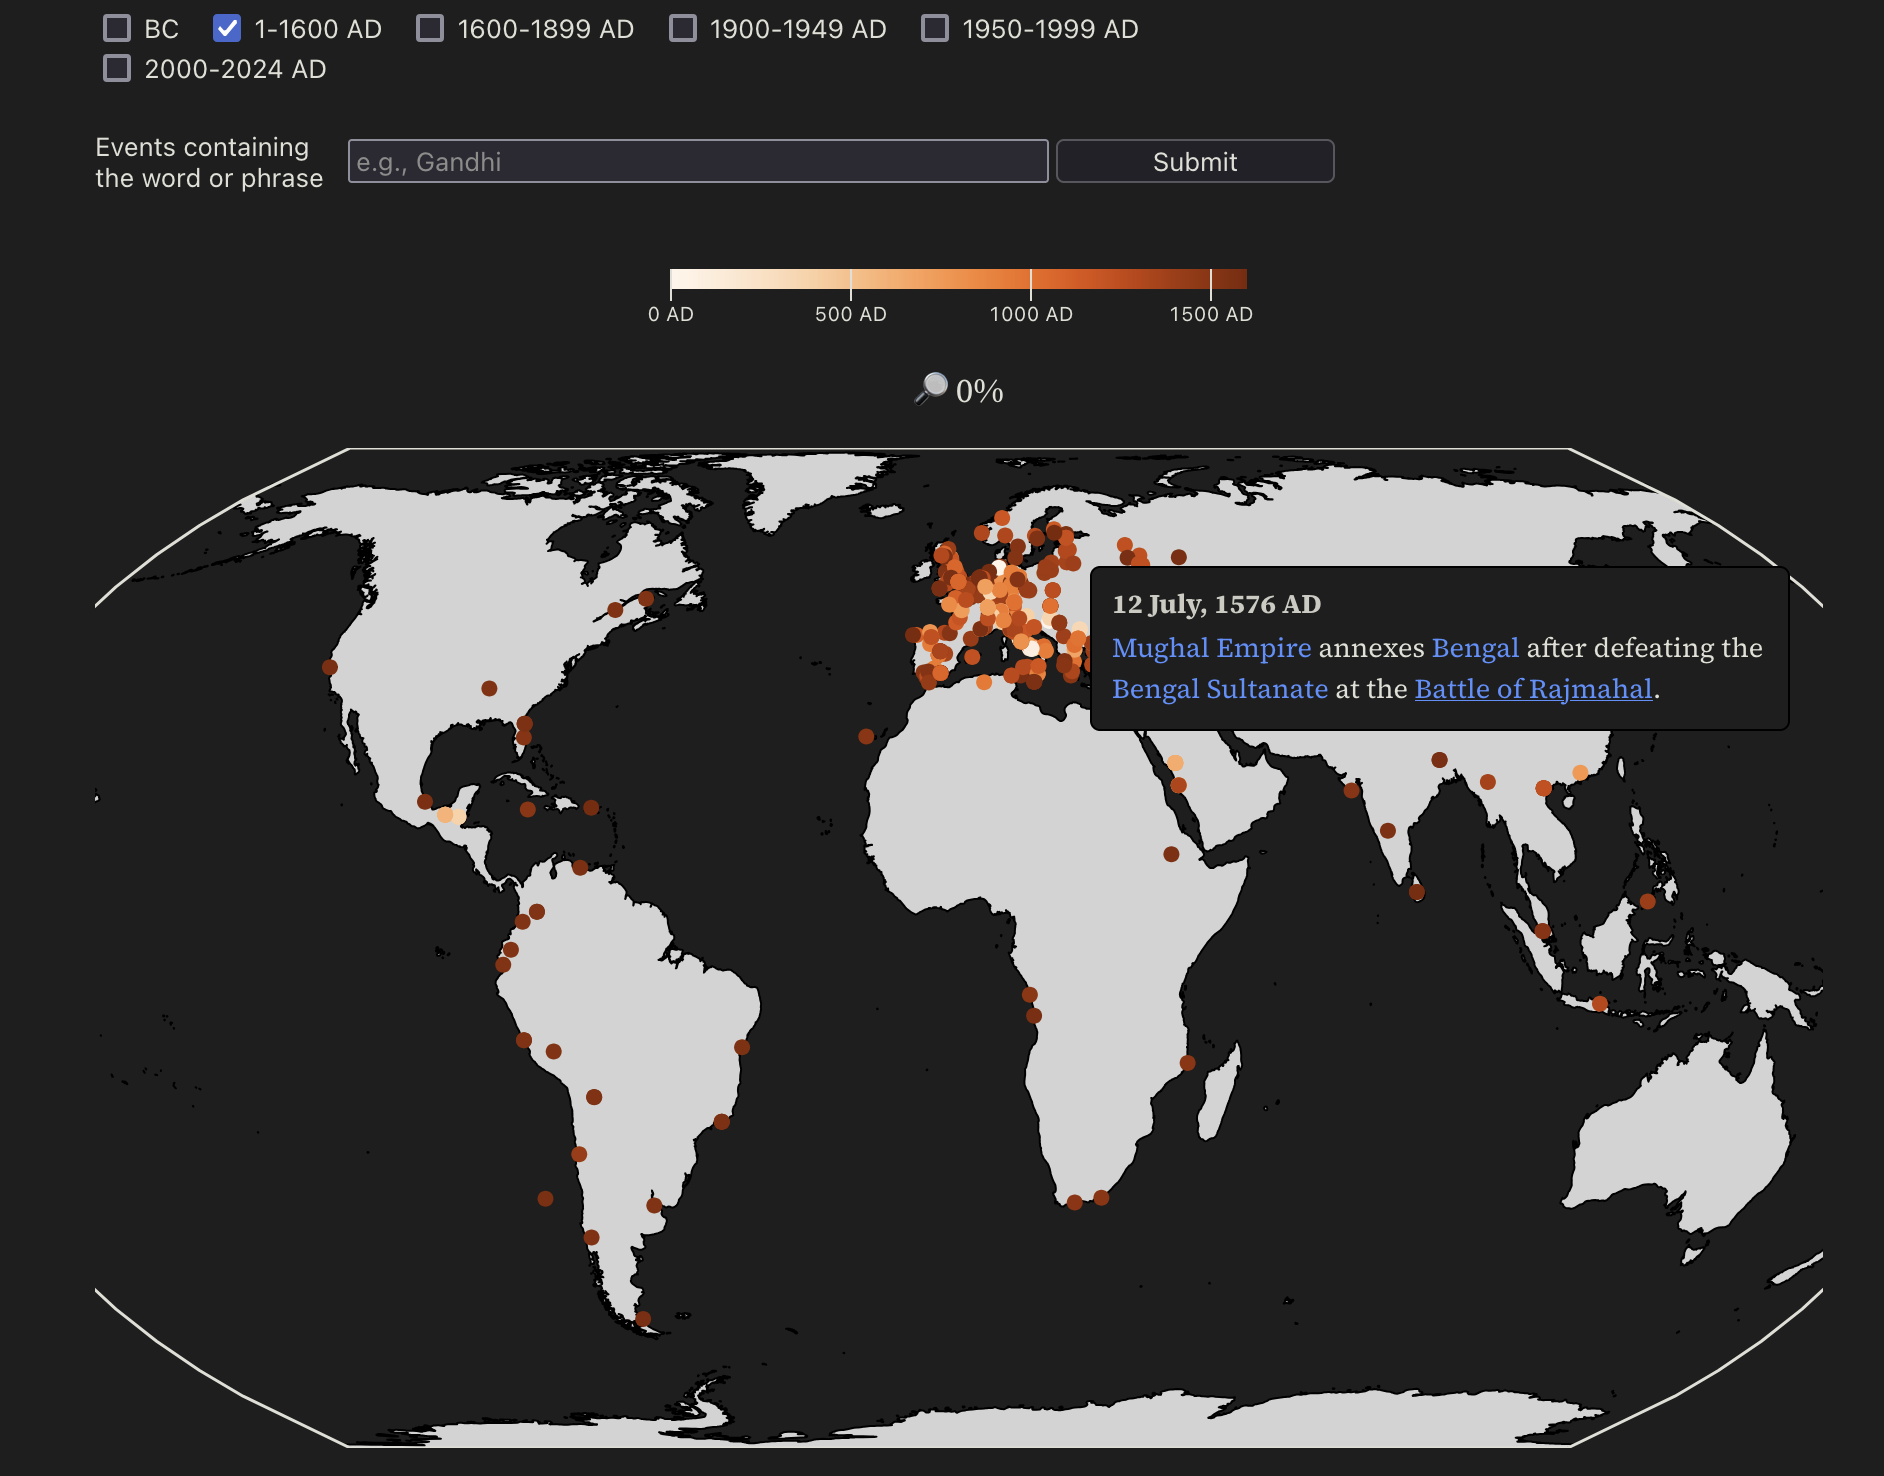 BC 1-1600 AD 1600-1899 AD 1900-1949 AD 1950-1999 AD
2000-2024 AD
Events containing
the word or phrase
e.g., Gandhi
Submit
0 AD 500 AD 1000 AD 1500 AD
0%
12 July, 1576 AD
Mughal Empire annexes Bengal after defeating the
Bengal Sultanate at the Battle of Rajmahal.